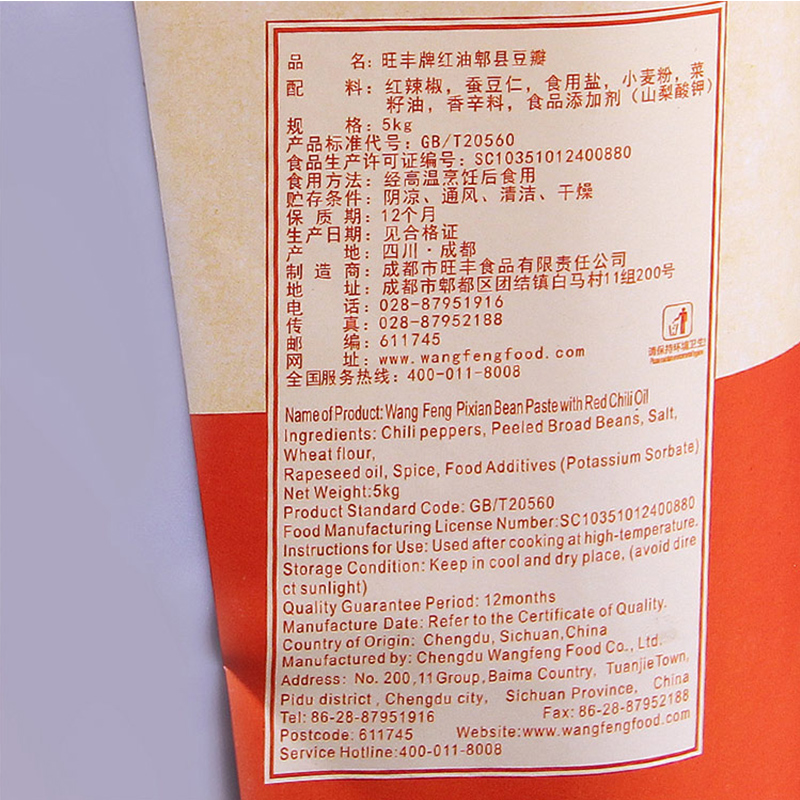 品 名：旺丰牌红油郫县豆瓣
配 料：红辣椒，蚕豆仁，食用盐，小麦粉，菜
籽油，香辛料，食品添加剂（山梨酸钾）
规 格：5kg
产品标准代号：GB/T20560
食品生产许可证编号：SC10351012400880
食用方法：经高温烹饪后食用
贮存条件：阴凉、通风、清洁、干燥
保 质 期：12个月
生产日期：见合格证
产 地：四川·成都
制 造 商：成都市旺丰食品有限责任公司
地 址：成都市郫都区团结镇白马村11组200号
电 话：028-87951916
传 真：028-87952188
邮 编：611745
网 址：www.wangfengfood.com
全国服务热线：400-011-8008
请保持环境卫生
Name of Product: Wang Feng Pixian Bean Paste with Red Chili Oil
Ingredients: Chili peppers, Peeled Broad Beans, Salt,
Wheat flour,
Rapeseed oil, Spice, Food Additives (Potassium Sorbate)
Net Weight:5kg
Product Standard Code: GB/T20560
Food Manufacturing License Number:SC10351012400880
Instructions for Use: Used after cooking at high-temperature.
Storage Condition: Keep in cool and dry place, (avoid dire
ct sunlight)
Quality Guarantee Period: 12months
Manufacture Date: Refer to the Certificate of Quality.
Country of Origin: Chengdu, Sichuan,China
Manufactured by: Chengdu Wangfeng Food Co., Ltd.
Address: No. 200,11Group,Baima Country, TuanjieTown,
Pidu district, Chengdu city, Sichuan Province, China
Tel: 86-28-87951916 Fax: 86-28-87952188
Postcode: 611745 Website:www.wangfengfood.com
Service Hotline:400-011-8008